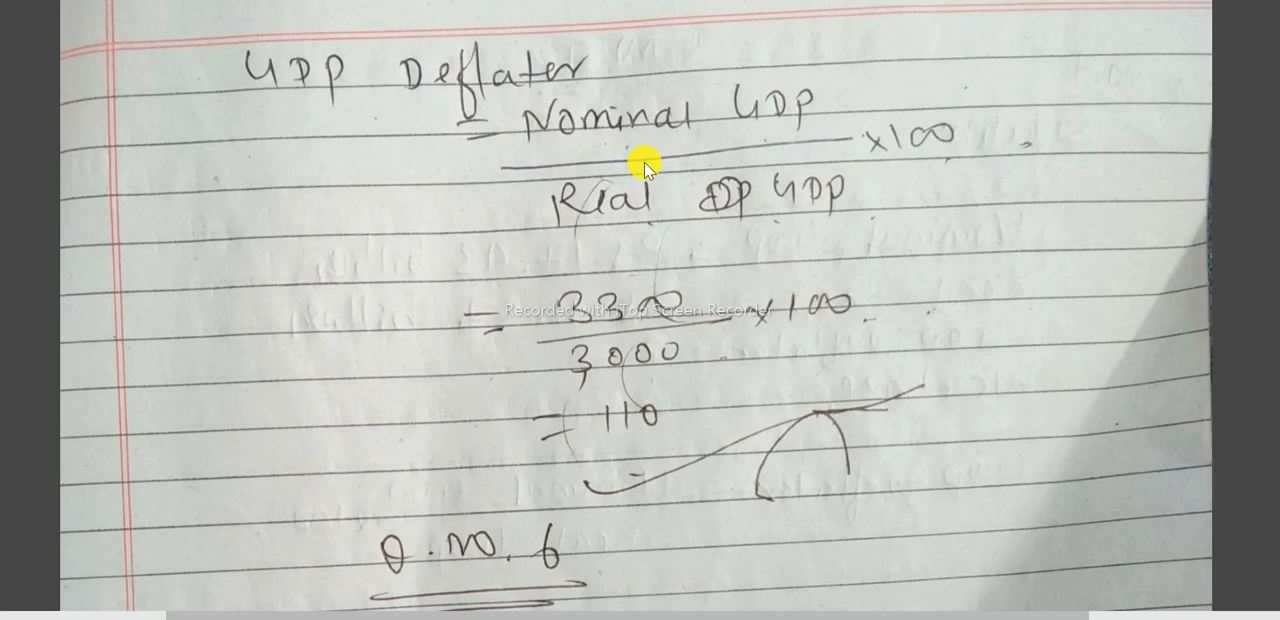 GDP Deflater
= Nominal GDP
×100
Real GDP
= 3300 ×100
Recorded with iTop Screen Recorder
3000
= 110
Q. NO. 6